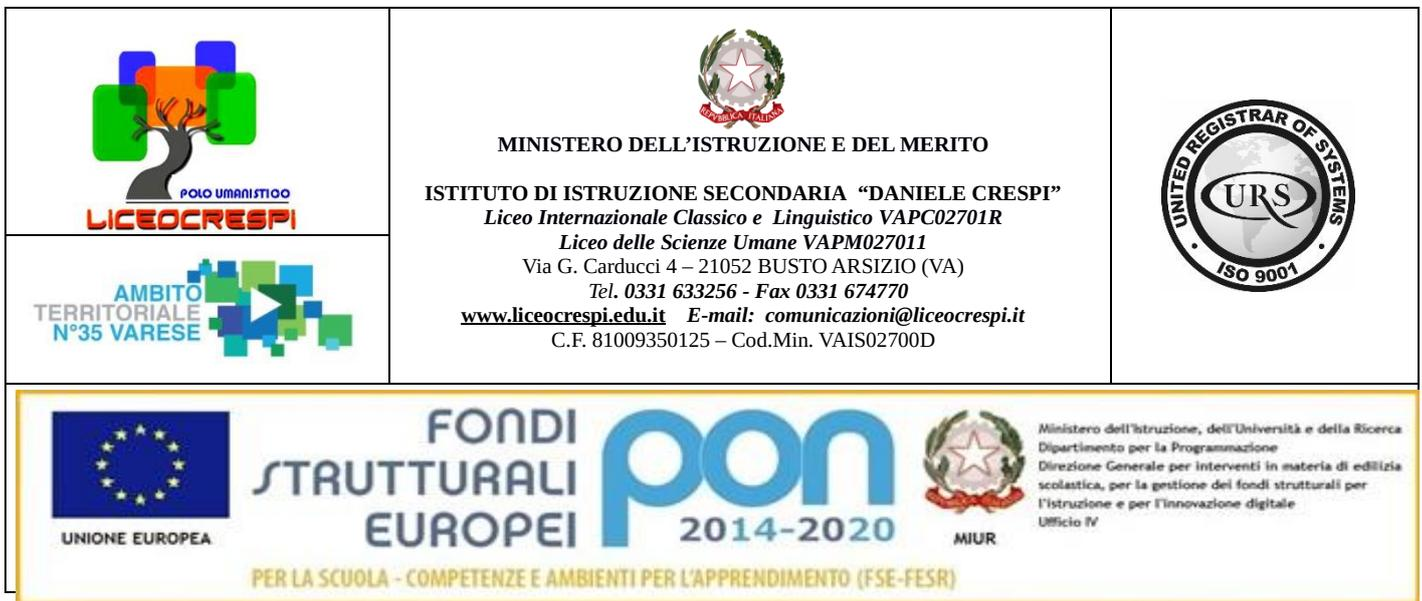 POLO UMANISTICO
LICEOCRESPI
AMBITO
TERRITORIALE
N°35 VARESE
REPVBBLICA ITALIANA
MINISTERO DELL’ISTRUZIONE E DEL MERITO
ISTITUTO DI ISTRUZIONE SECONDARIA “DANIELE CRESPI”
Liceo Internazionale Classico e Linguistico VAPC02701R
Liceo delle Scienze Umane VAPM027011
Via G. Carducci 4 – 21052 BUSTO ARSIZIO (VA)
Tel. 0331 633256 - Fax 0331 674770
www.liceocrespi.edu.it E-mail: comunicazioni@liceocrespi.it
C.F. 81009350125 – Cod.Min. VAIS02700D
UNITED REGISTRAR OF SYSTEMS
URS
ISO 9001
UNIONE EUROPEA
FONDI
STRUTTURALI
EUROPEI
pon
2014-2020
MIUR
Ministero dell'Istruzione, dell'Università e della Ricerca
Dipartimento per la Programmazione
Direzione Generale per interventi in materia di edilizia
scolastica, per la gestione dei fondi strutturali per
l'istruzione e per l'innovazione digitale
Ufficio IV
PER LA SCUOLA - COMPETENZE E AMBIENTI PER L'APPRENDIMENTO (FSE-FESR)